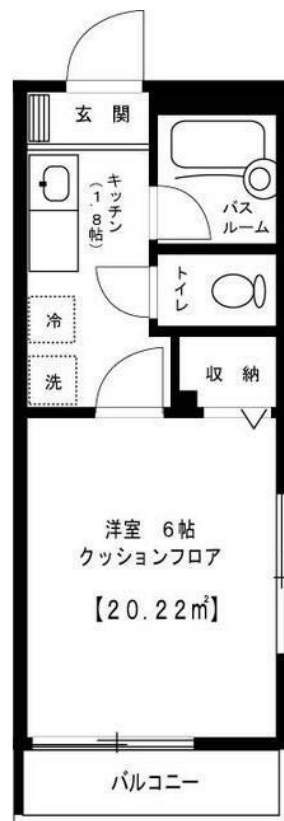 玄関
キッチン
（1.8帖）
バス
ルーム
トイレ
冷
洗
収納
洋室 6帖
クッションフロア
【20.22㎡】
バルコニー